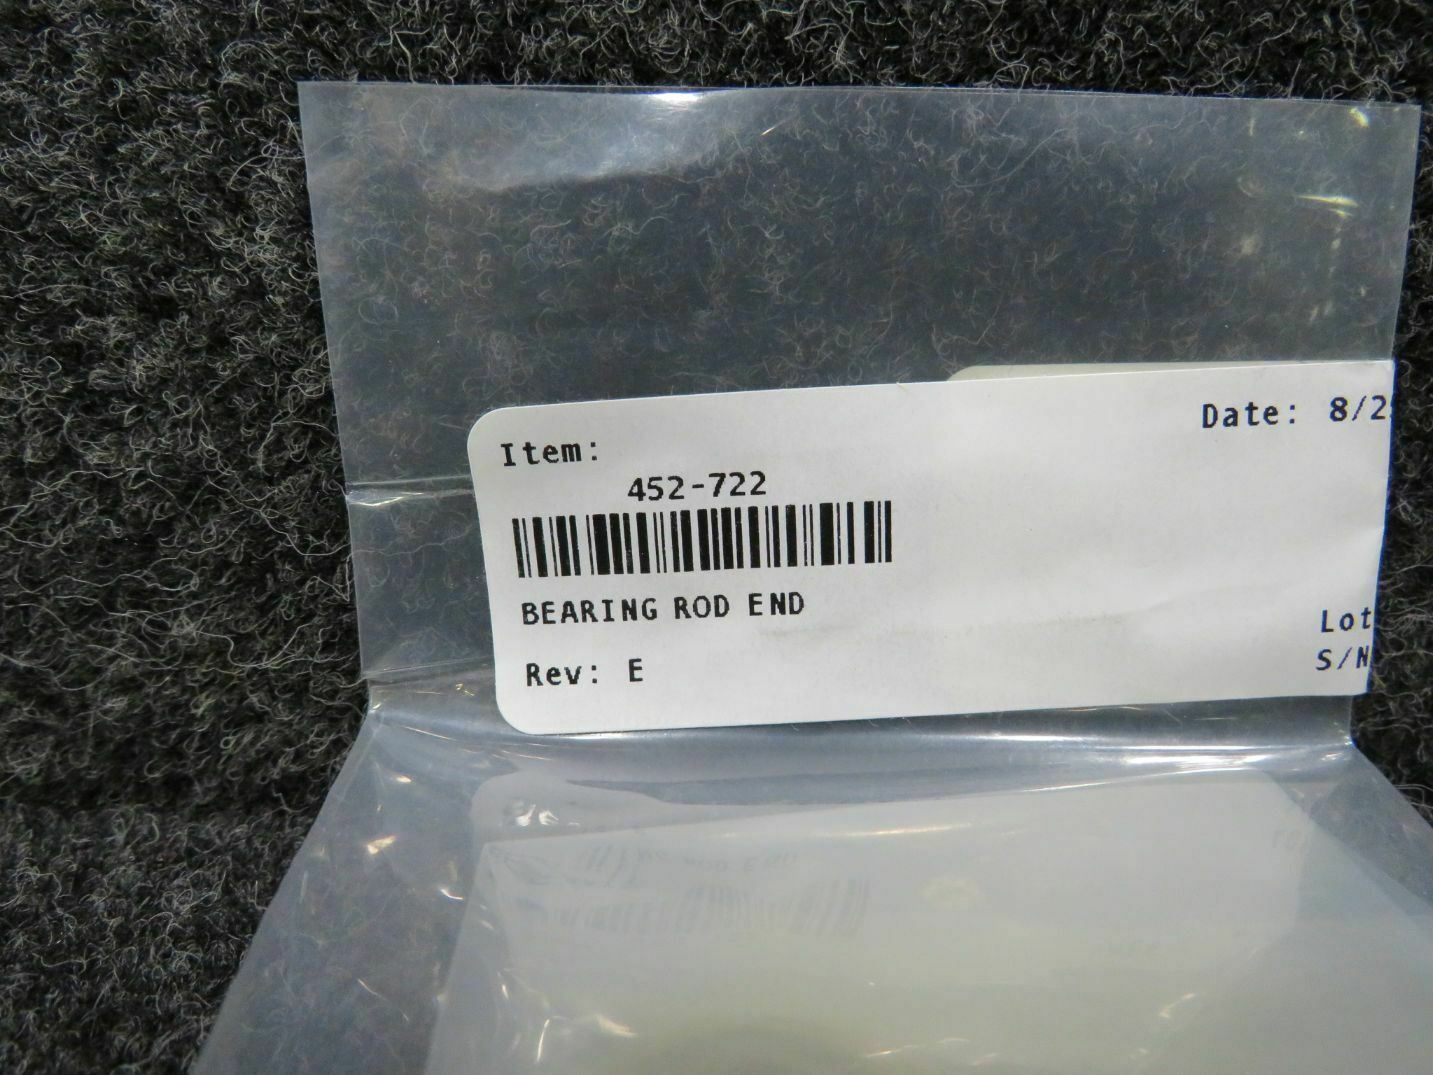 Item:
Date: 8/2
452-722
BEARING ROD END
Lot
Rev: E
S/N